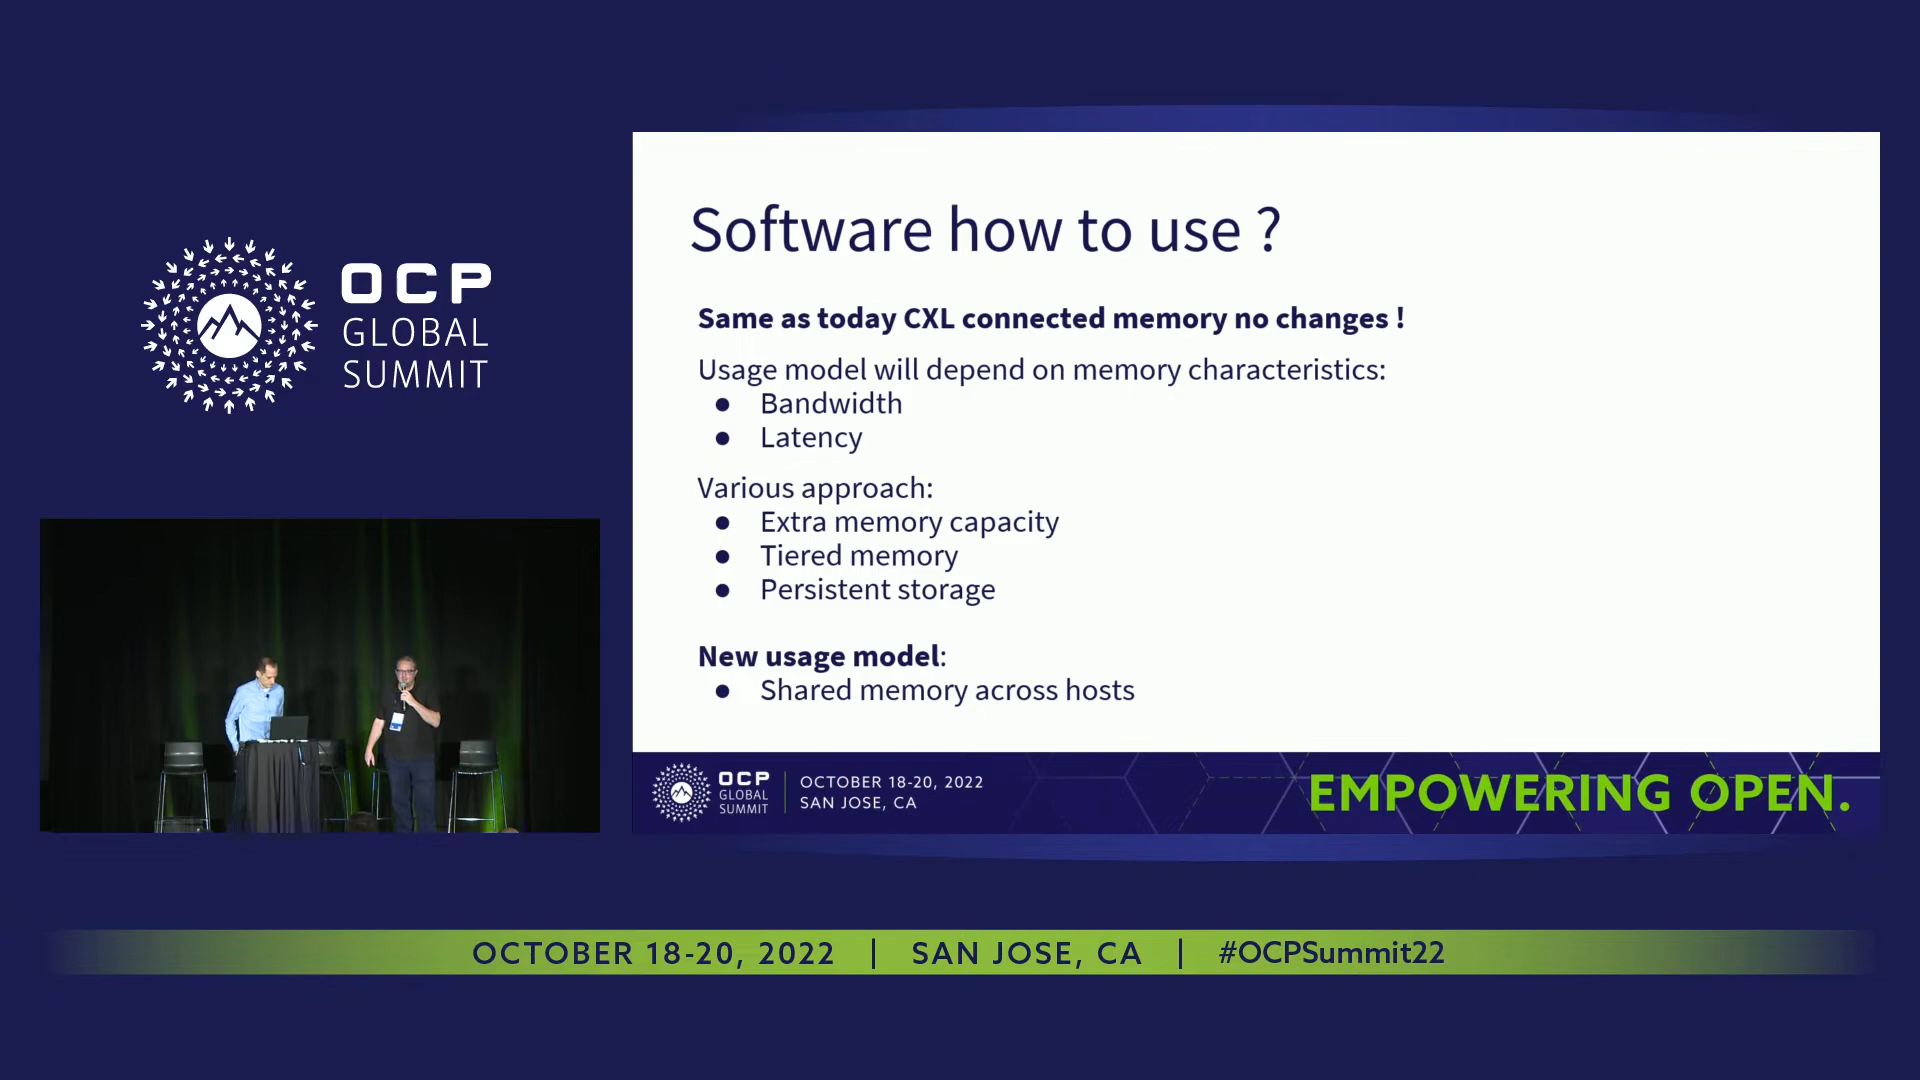 OCP
GLOBAL
SUMMIT
Software how to use ?
Same as today CXL connected memory no changes !
Usage model will depend on memory characteristics:
● Bandwidth
● Latency
Various approach:
● Extra memory capacity
● Tiered memory
● Persistent storage
New usage model:
● Shared memory across hosts
OCP
GLOBAL
SUMMIT
OCTOBER 18-20, 2022
SAN JOSE, CA
EMPOWERING OPEN.
OCTOBER 18-20, 2022 | SAN JOSE, CA | #OCPSummit22